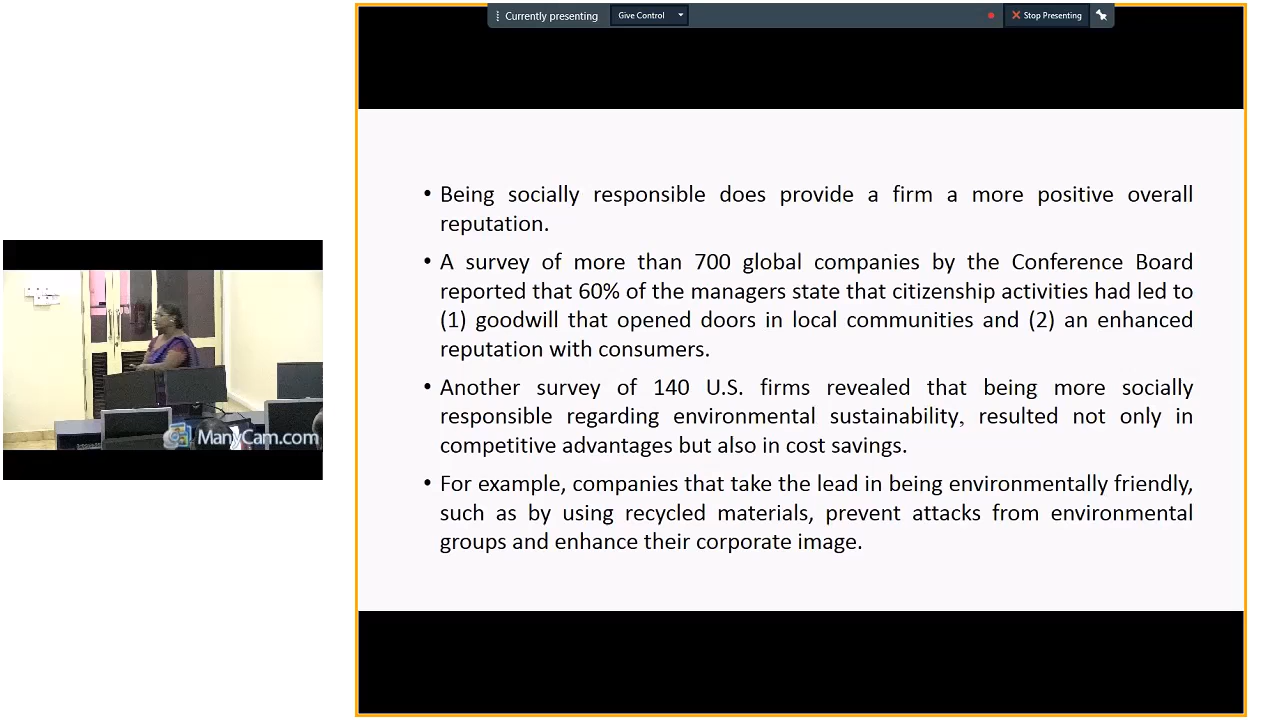 Currently presenting
Give Control
Stop Presenting
• Being socially responsible does provide a firm a more positive overall
reputation.
• A survey of more than 700 global companies by the Conference Board
reported that 60% of the managers state that citizenship activities had led to
(1) goodwill that opened doors in local communities and (2) an enhanced
reputation with consumers.
• Another survey of 140 U.S. firms revealed that being more socially
responsible regarding environmental sustainability, resulted not only in
competitive advantages but also in cost savings.
• For example, companies that take the lead in being environmentally friendly,
such as by using recycled materials, prevent attacks from environmental
groups and enhance their corporate image.
ManyCam.com